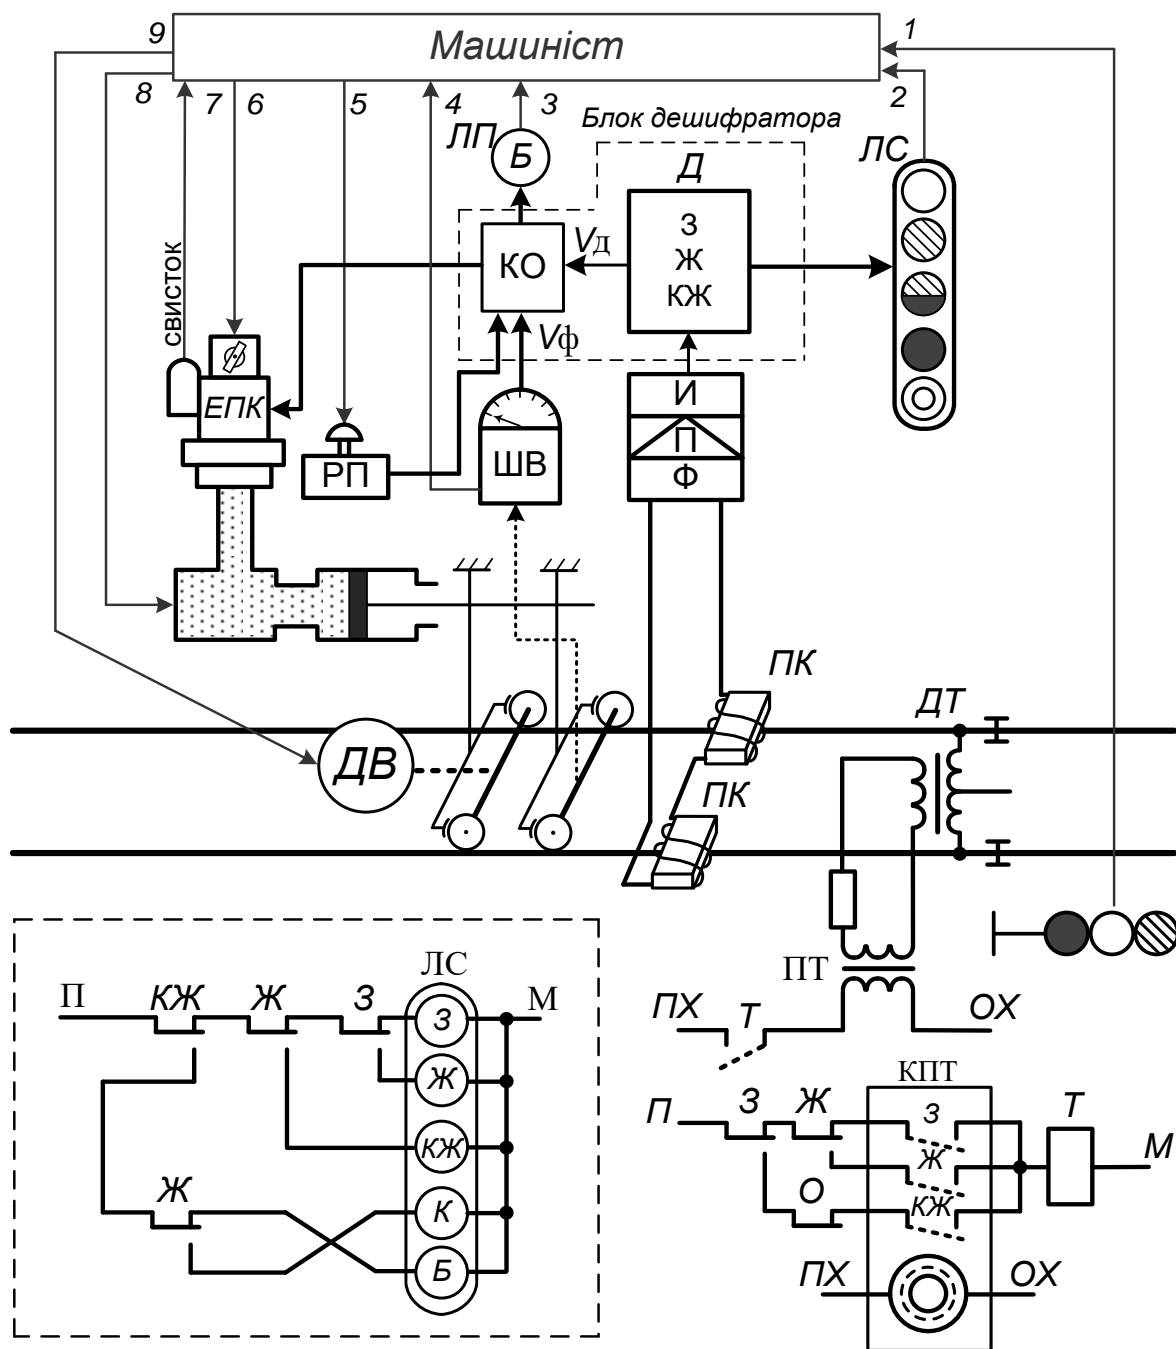 9
Машиніст
1
8
7
6
5
4
3
2
ЛП
Б
Блок дешифратора
ЛС
Д
свисток
КО
Vд
З
Ж
КЖ
Vф
ЕПК
И
П
Ф
РП
ШВ
ПК
ДТ
ДВ
ПК
ПТ
ПХ
Т
ОХ
ЛС
П
КЖ
Ж
З
М
З
Ж
КЖ
Ж
К
Б
КПТ
П
З
Ж
З
Т
Ж
М
О
КЖ
ПХ
ОХ